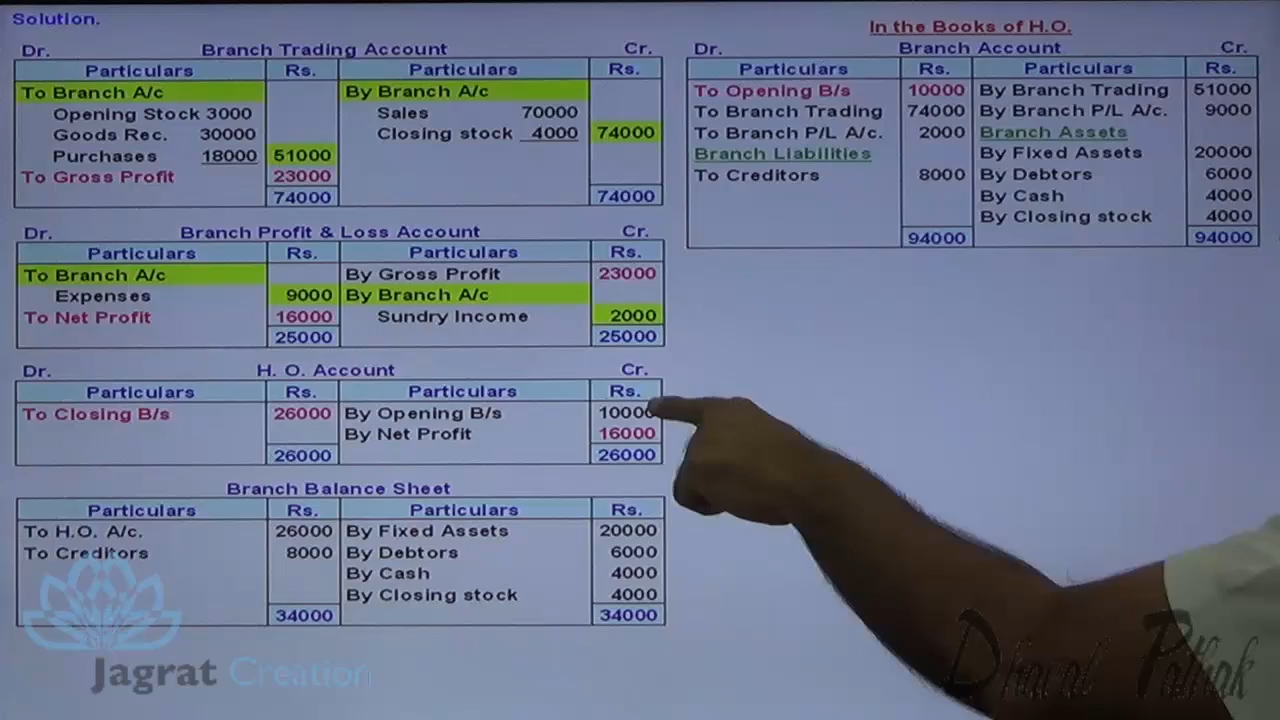 Solution.
Dr. Branch Trading Account Cr.
Particulars Rs. Particulars Rs.
To Branch A/c By Branch A/c
Opening Stock 3000 Sales 70000
Goods Rec. 30000 Closing stock 4000 74000
Purchases 18000 51000
To Gross Profit 23000
74000 74000
Dr. Branch Profit & Loss Account Cr.
Particulars Rs. Particulars Rs.
To Branch A/c By Gross Profit 23000
Expenses 9000 By Branch A/c
To Net Profit 16000 Sundry Income 2000
25000 25000
Dr. H. O. Account Cr.
Particulars Rs. Particulars Rs.
To Closing B/s 26000 By Opening B/s 10000
By Net Profit 16000
26000 26000
Branch Balance Sheet
Particulars Rs. Particulars Rs.
To H.O. A/c. 26000 By Fixed Assets 20000
To Creditors 8000 By Debtors 6000
By Cash 4000
By Closing stock 4000
34000 34000
In the Books of H.O.
Dr. Branch Account Cr.
Particulars Rs. Particulars Rs.
To Opening B/s 10000 By Branch Trading 51000
To Branch Trading 74000 By Branch P/L A/c. 9000
To Branch P/L A/c. 2000 Branch Assets
Branch Liabilities By Fixed Assets 20000
To Creditors 8000 By Debtors 6000
By Cash 4000
By Closing stock 4000
94000 94000
Jagrat Creation
Dhaval Pathak